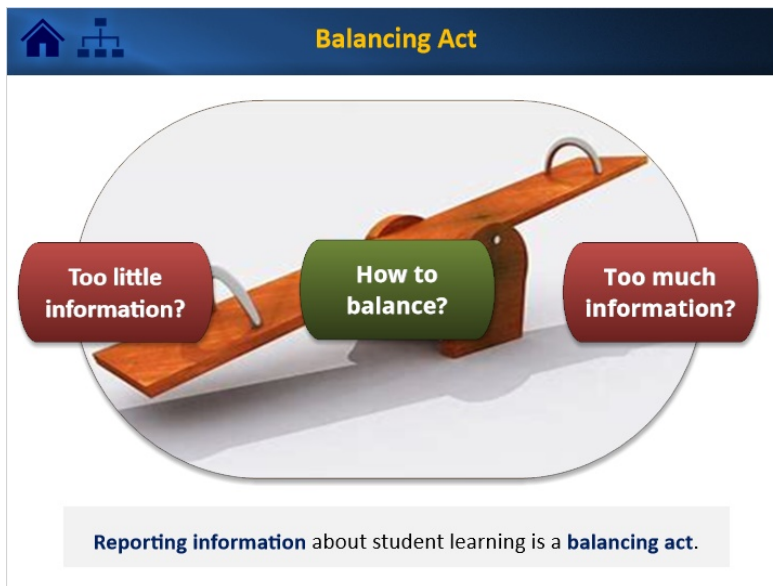 Balancing Act
Too little
information?
How to
balance?
Too much
information?
Reporting information about student learning is a balancing act.